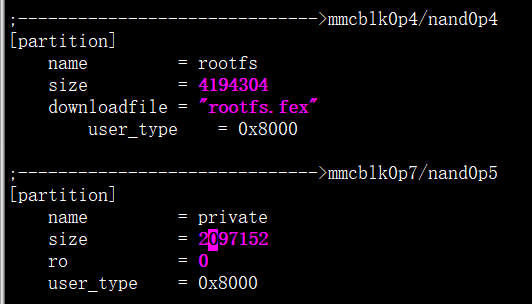 ;------------------------------>mmcblk0p4/nand0p4
[partition]
name = rootfs
size = 4194304
downloadfile = "rootfs.fex"
user_type = 0x8000
;------------------------------>mmcblk0p7/nand0p5
[partition]
name = private
size = 2097152
ro = 0
user_type = 0x8000